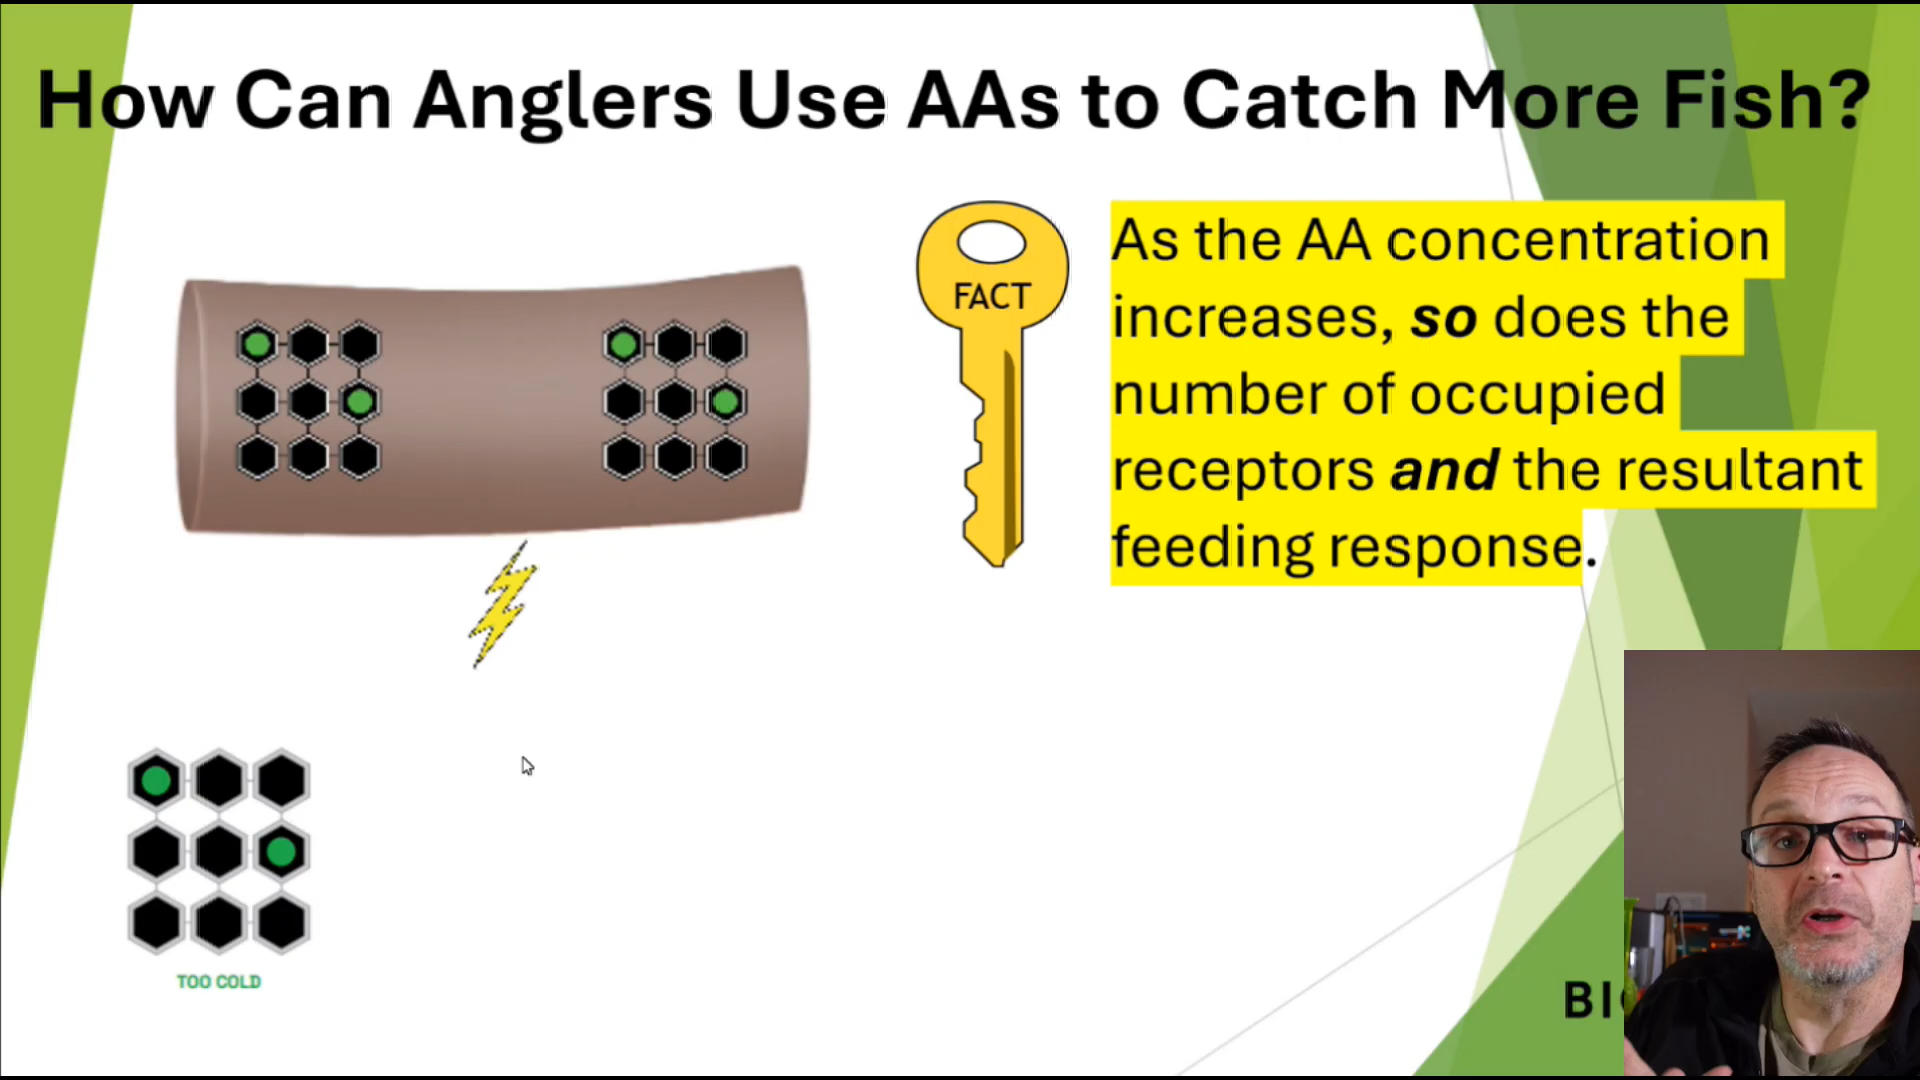 How Can Anglers Use AAs to Catch More Fish?
FACT
As the AA concentration
increases, so does the
number of occupied
receptors and the resultant
feeding response.
TOO COLD